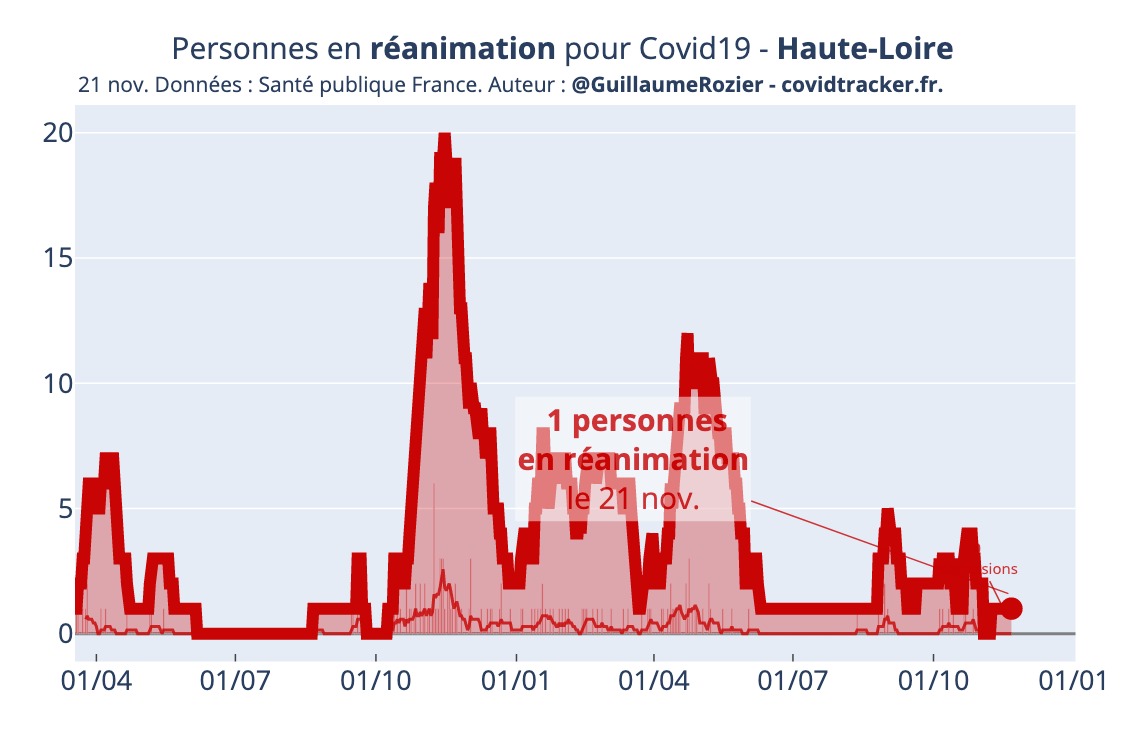 Personnes en réanimation pour Covid19 - Haute-Loire
21 nov. Données : Santé publique France. Auteur : @GuillaumeRozier - covidtracker.fr.
20
15
10
5
0
1 personnes
en réanimation
le 21 nov.
01/04
01/07
01/10
01/01
01/04
01/07
01/10
01/01